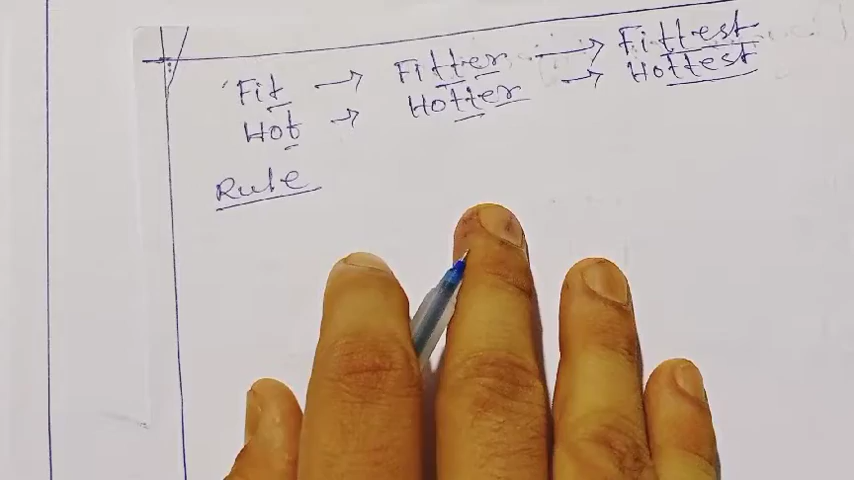 Fit → Fitter → Fittest
Hot → Hotter → Hottest
Rule